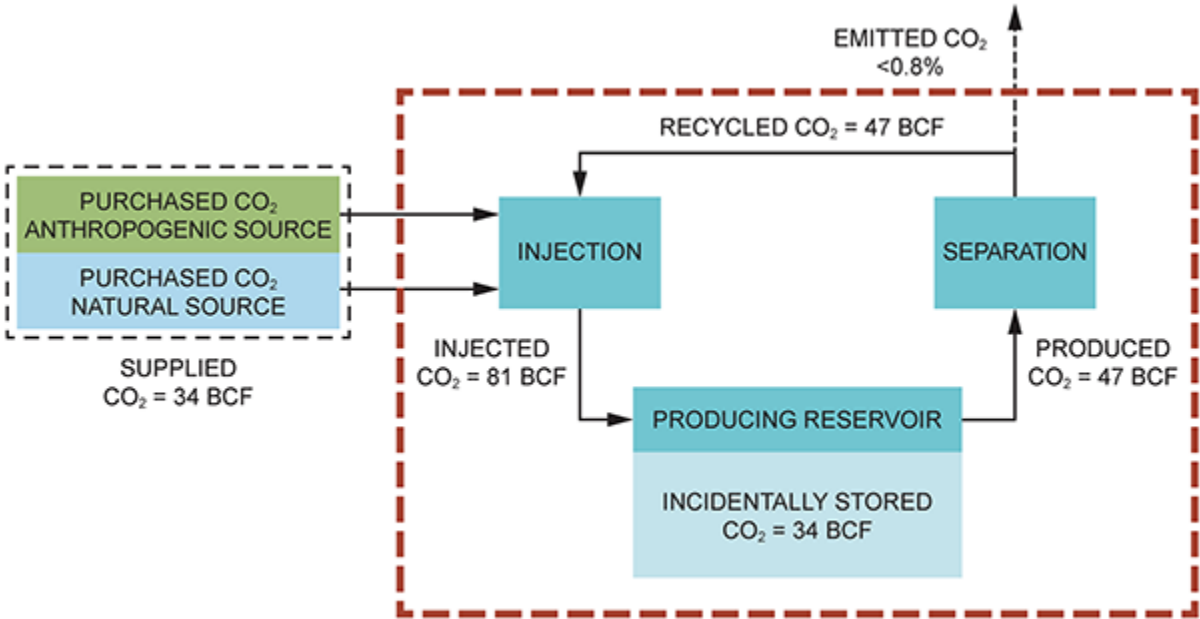 EMITTED CO₂
<0.8%
RECYCLED CO₂ = 47 BCF
PURCHASED CO₂
ANTHROPOGENIC SOURCE
PURCHASED CO₂
NATURAL SOURCE
SUPPLIED
CO₂ = 34 BCF
INJECTION
SEPARATION
INJECTED
CO₂ = 81 BCF
PRODUCED
CO₂ = 47 BCF
PRODUCING RESERVOIR
INCIDENTALLY STORED
CO₂ = 34 BCF